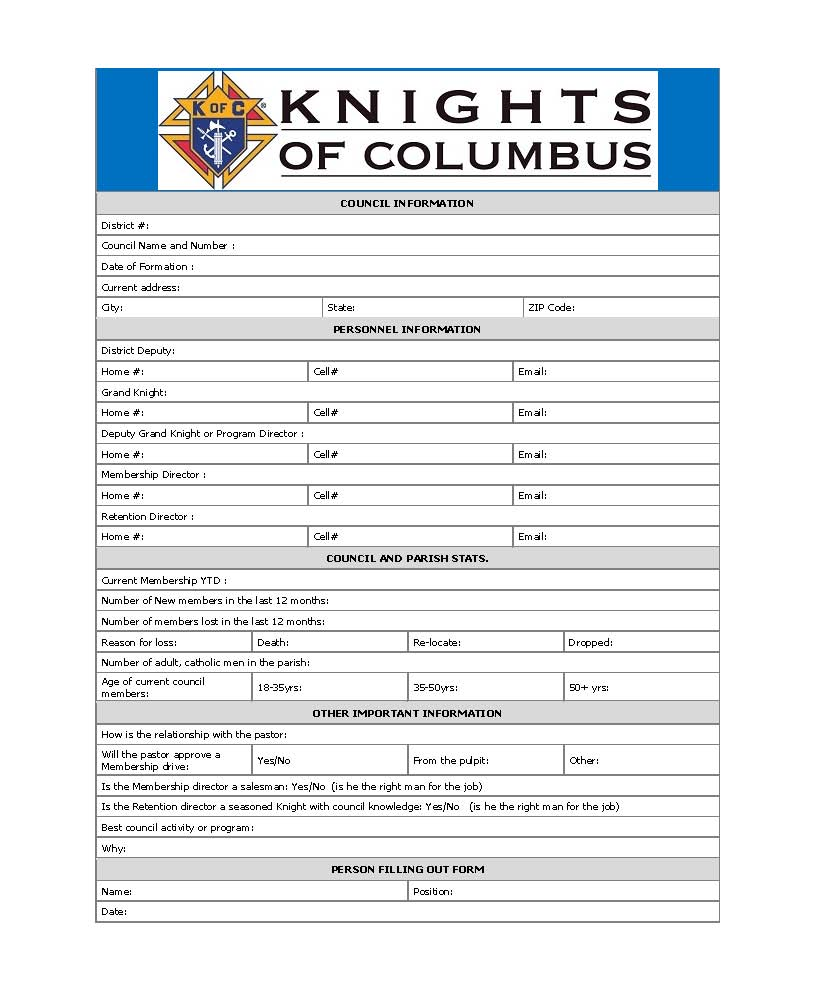 K OF C ® KNIGHTS
OF COLUMBUS
COUNCIL INFORMATION
District #:
Council Name and Number :
Date of Formation :
Current address:
City: State: ZIP Code:
PERSONNEL INFORMATION
District Deputy:
Home #: Cell# Email:
Grand Knight:
Home #: Cell# Email:
Deputy Grand Knight or Program Director :
Home #: Cell# Email:
Membership Director :
Home #: Cell# Email:
Retention Director :
Home #: Cell# Email:
COUNCIL AND PARISH STATS.
Current Membership YTD :
Number of New members in the last 12 months:
Number of members lost in the last 12 months:
Reason for loss: Death: Re-locate: Dropped:
Number of adult, catholic men in the parish:
Age of current council
members: 18-35yrs: 35-50yrs: 50+ yrs:
OTHER IMPORTANT INFORMATION
How is the relationship with the pastor:
Will the pastor approve a
Membership drive: Yes/No From the pulpit: Other:
Is the Membership director a salesman: Yes/No (is he the right man for the job)
Is the Retention director a seasoned Knight with council knowledge: Yes/No (is he the right man for the job)
Best council activity or program:
Why:
PERSON FILLING OUT FORM
Name: Position:
Date: